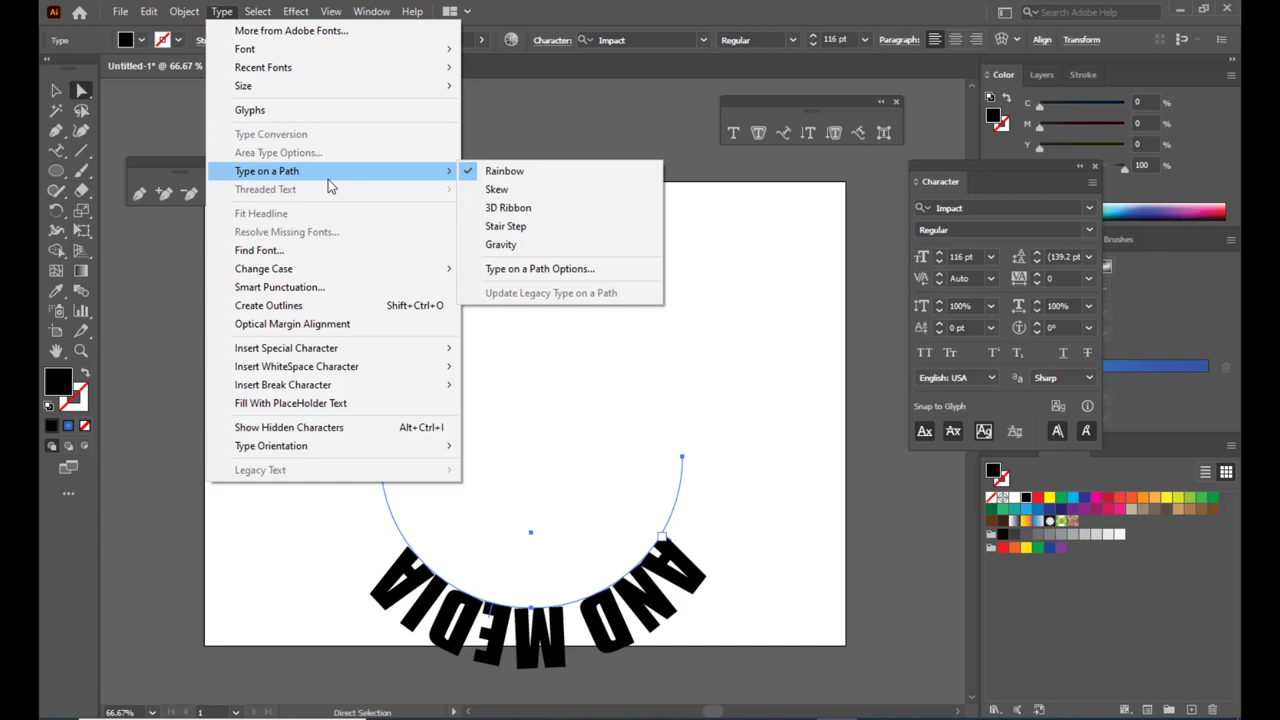 Ai File Edit Object Type Select Effect View Window Help Search Adobe Help
Type Character: Impact Regular 116 pt Paragraph: Align Transform
Untitled-1* @ 66.67 %
More from Adobe Fonts...
Font
Recent Fonts
Size
Glyphs
Type Conversion
Area Type Options...
Type on a Path
Threaded Text
Fit Headline
Resolve Missing Fonts...
Find Font...
Change Case
Smart Punctuation...
Create Outlines Shift+Ctrl+O
Optical Margin Alignment
Insert Special Character
Insert WhiteSpace Character
Insert Break Character
Fill With PlaceHolder Text
Show Hidden Characters Alt+Ctrl+I
Type Orientation
Legacy Text
Rainbow
Skew
3D Ribbon
Stair Step
Gravity
Type on a Path Options...
Update Legacy Type on a Path
Color Layers Stroke
C 0 %
M 0 %
Y 0 %
100 %
Brushes
Character
Impact
Regular
116 pt (139.2 pt
Auto 0
100% 100%
0 pt 0°
English: USA Sharp
Snap to Glyph
AND MEDIA
66.67% 1 Direct Selection